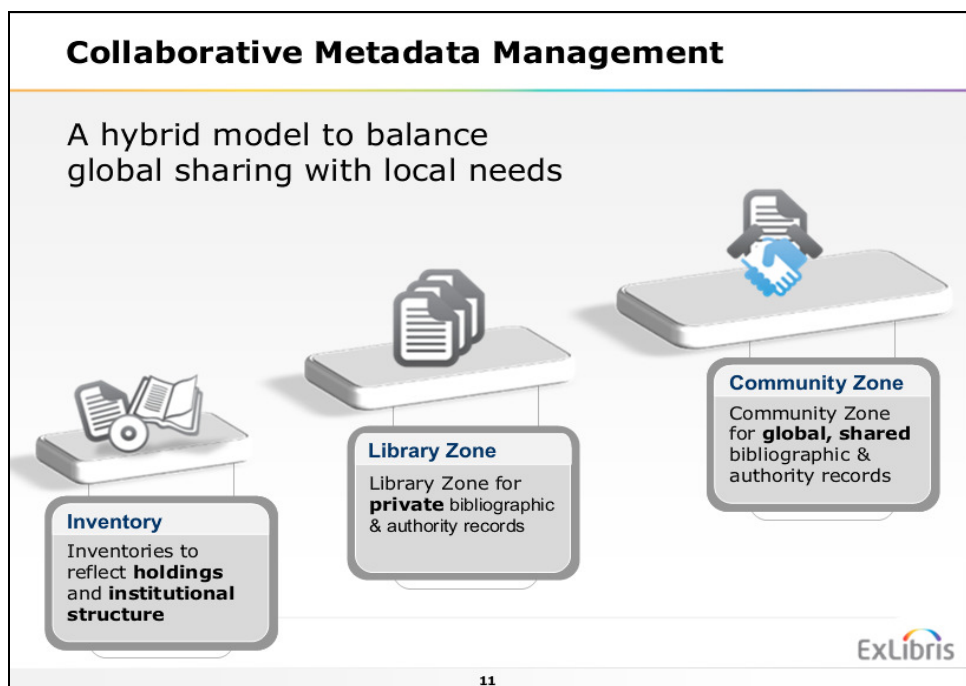 Collaborative Metadata Management
A hybrid model to balance
global sharing with local needs
Inventory
Inventories to
reflect holdings
and institutional
structure
Library Zone
Library Zone for
private bibliographic
& authority records
Community Zone
Community Zone
for global, shared
bibliographic &
authority records
ExLibris
11